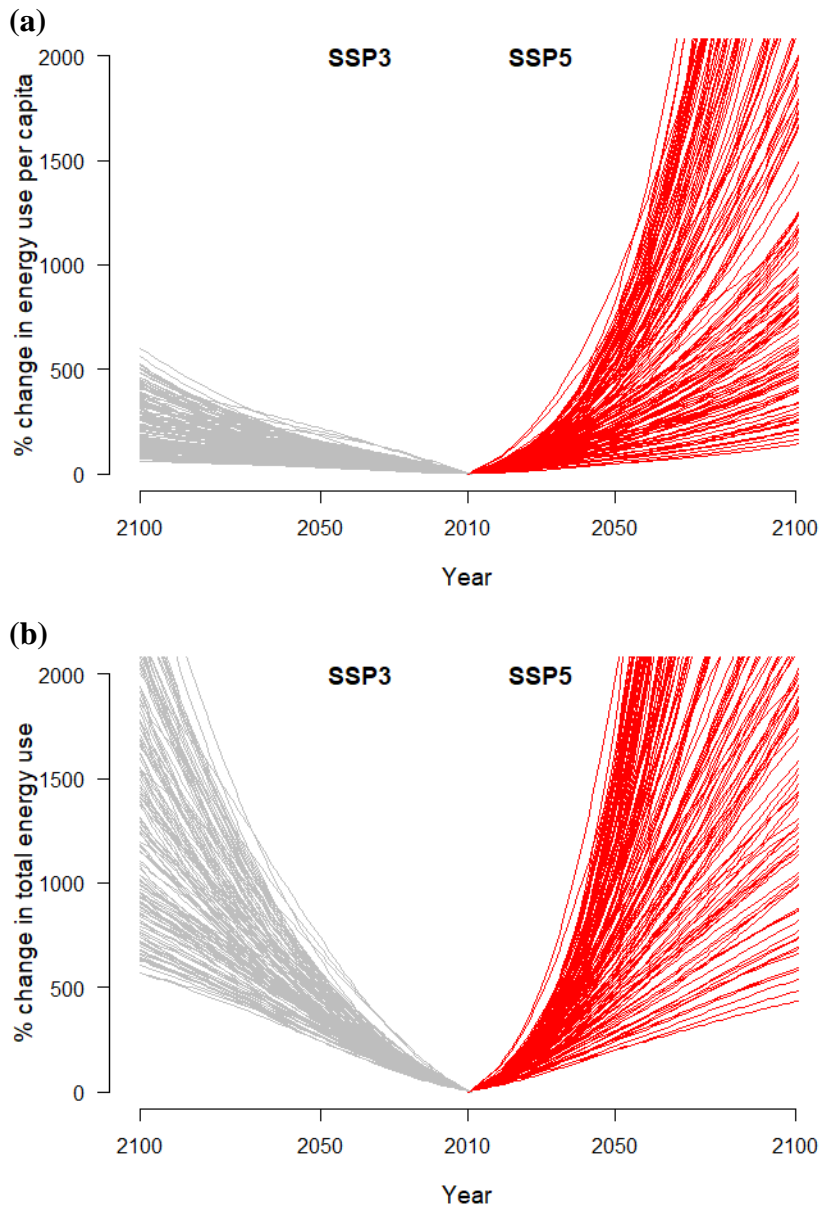 (a)
SSP3 SSP5
2000
1500
1000
500
0
% change in energy use per capita
2100 2050 2010 2050 2100
Year
(b)
SSP3 SSP5
2000
1500
1000
500
0
% change in total energy use
2100 2050 2010 2050 2100
Year